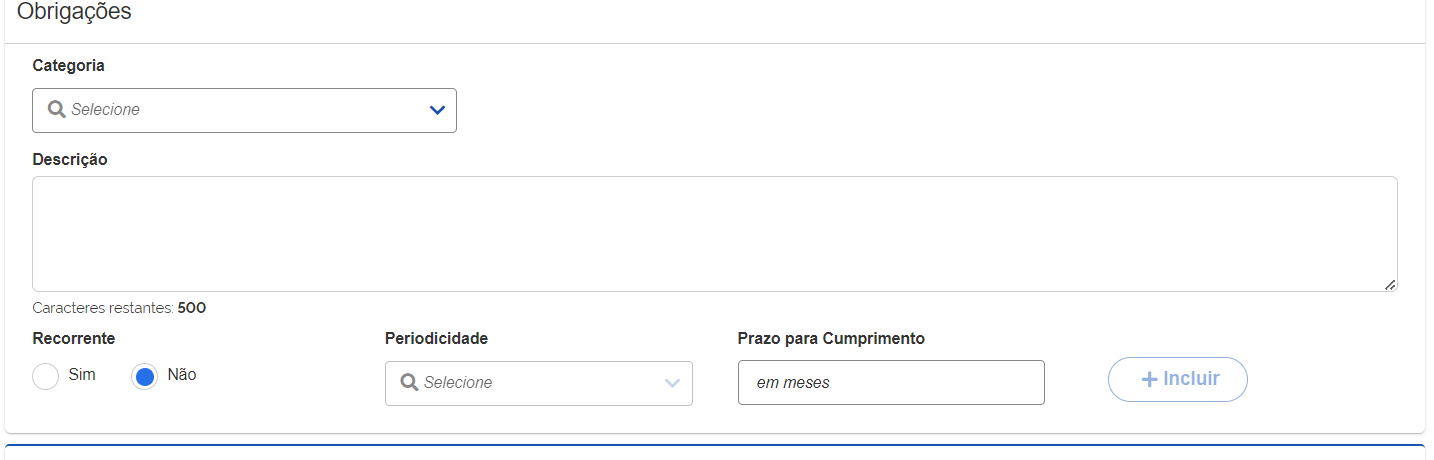 Obrigações
Categoria
Selecione
Descrição
Caracteres restantes: 500
Recorrente
Periodicidade
Prazo para Cumprimento
Sim
Não
Selecione
em meses
Incluir